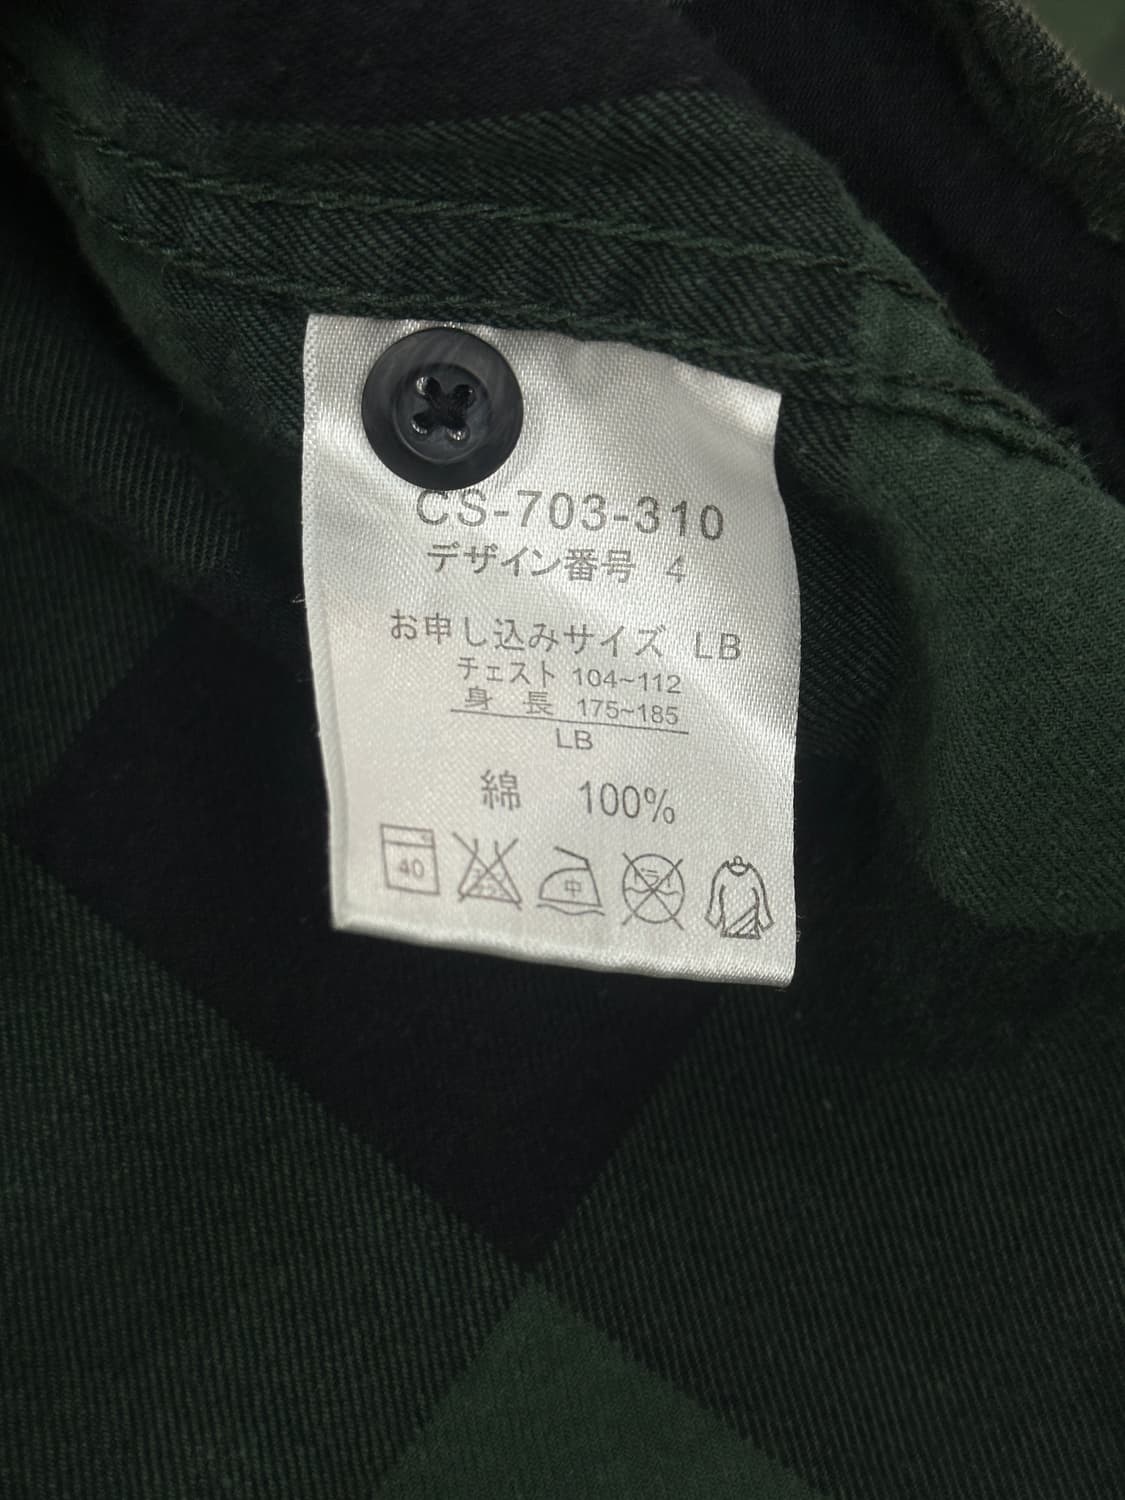 CS-703-310
デザイン番号 4
お申し込みサイズ LB
チェスト 104~112
身 長 175~185
LB
綿 100%
40 中